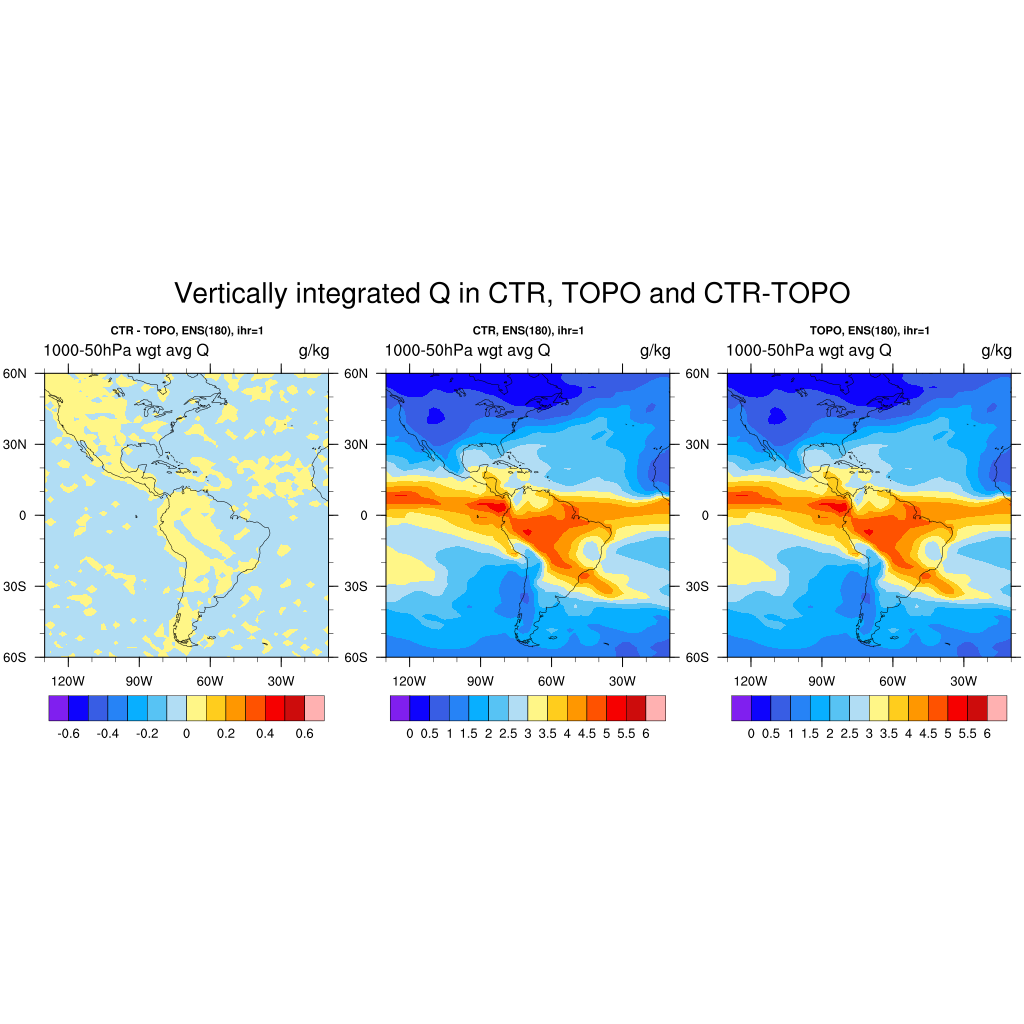 Vertically integrated Q in CTR, TOPO and CTR-TOPO
CTR - TOPO, ENS(180), ihr=1
1000-50hPa wgt avg Q g/kg
60N
30N
0
30S
60S
120W 90W 60W 30W
-0.6 -0.4 -0.2 0 0.2 0.4 0.6
CTR, ENS(180), ihr=1
1000-50hPa wgt avg Q g/kg
60N
30N
0
30S
60S
120W 90W 60W 30W
0 0.5 1 1.5 2 2.5 3 3.5 4 4.5 5 5.5 6
TOPO, ENS(180), ihr=1
1000-50hPa wgt avg Q g/kg
60N
30N
0
30S
60S
120W 90W 60W 30W
0 0.5 1 1.5 2 2.5 3 3.5 4 4.5 5 5.5 6